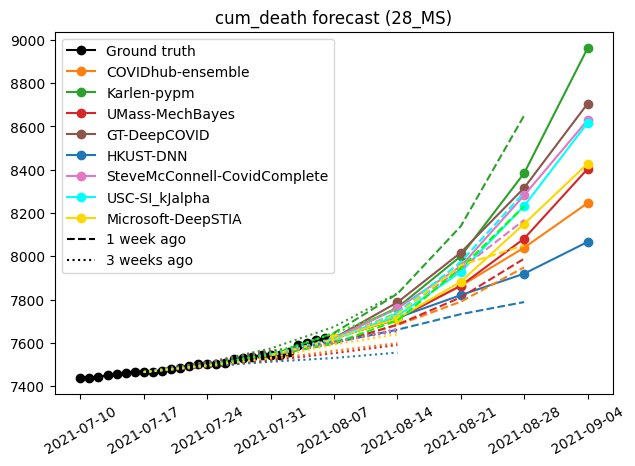 cum_death forecast (28_MS)
9000
8800
8600
8400
8200
8000
7800
7600
7400
Ground truth
COVIDhub-ensemble
Karlen-pypm
UMass-MechBayes
GT-DeepCOVID
HKUST-DNN
SteveMcConnell-CovidComplete
USC-SI_kJalpha
Microsoft-DeepSTIA
1 week ago
3 weeks ago
2021-07-10
2021-07-17
2021-07-24
2021-07-31
2021-08-07
2021-08-14
2021-08-21
2021-08-28
2021-09-04